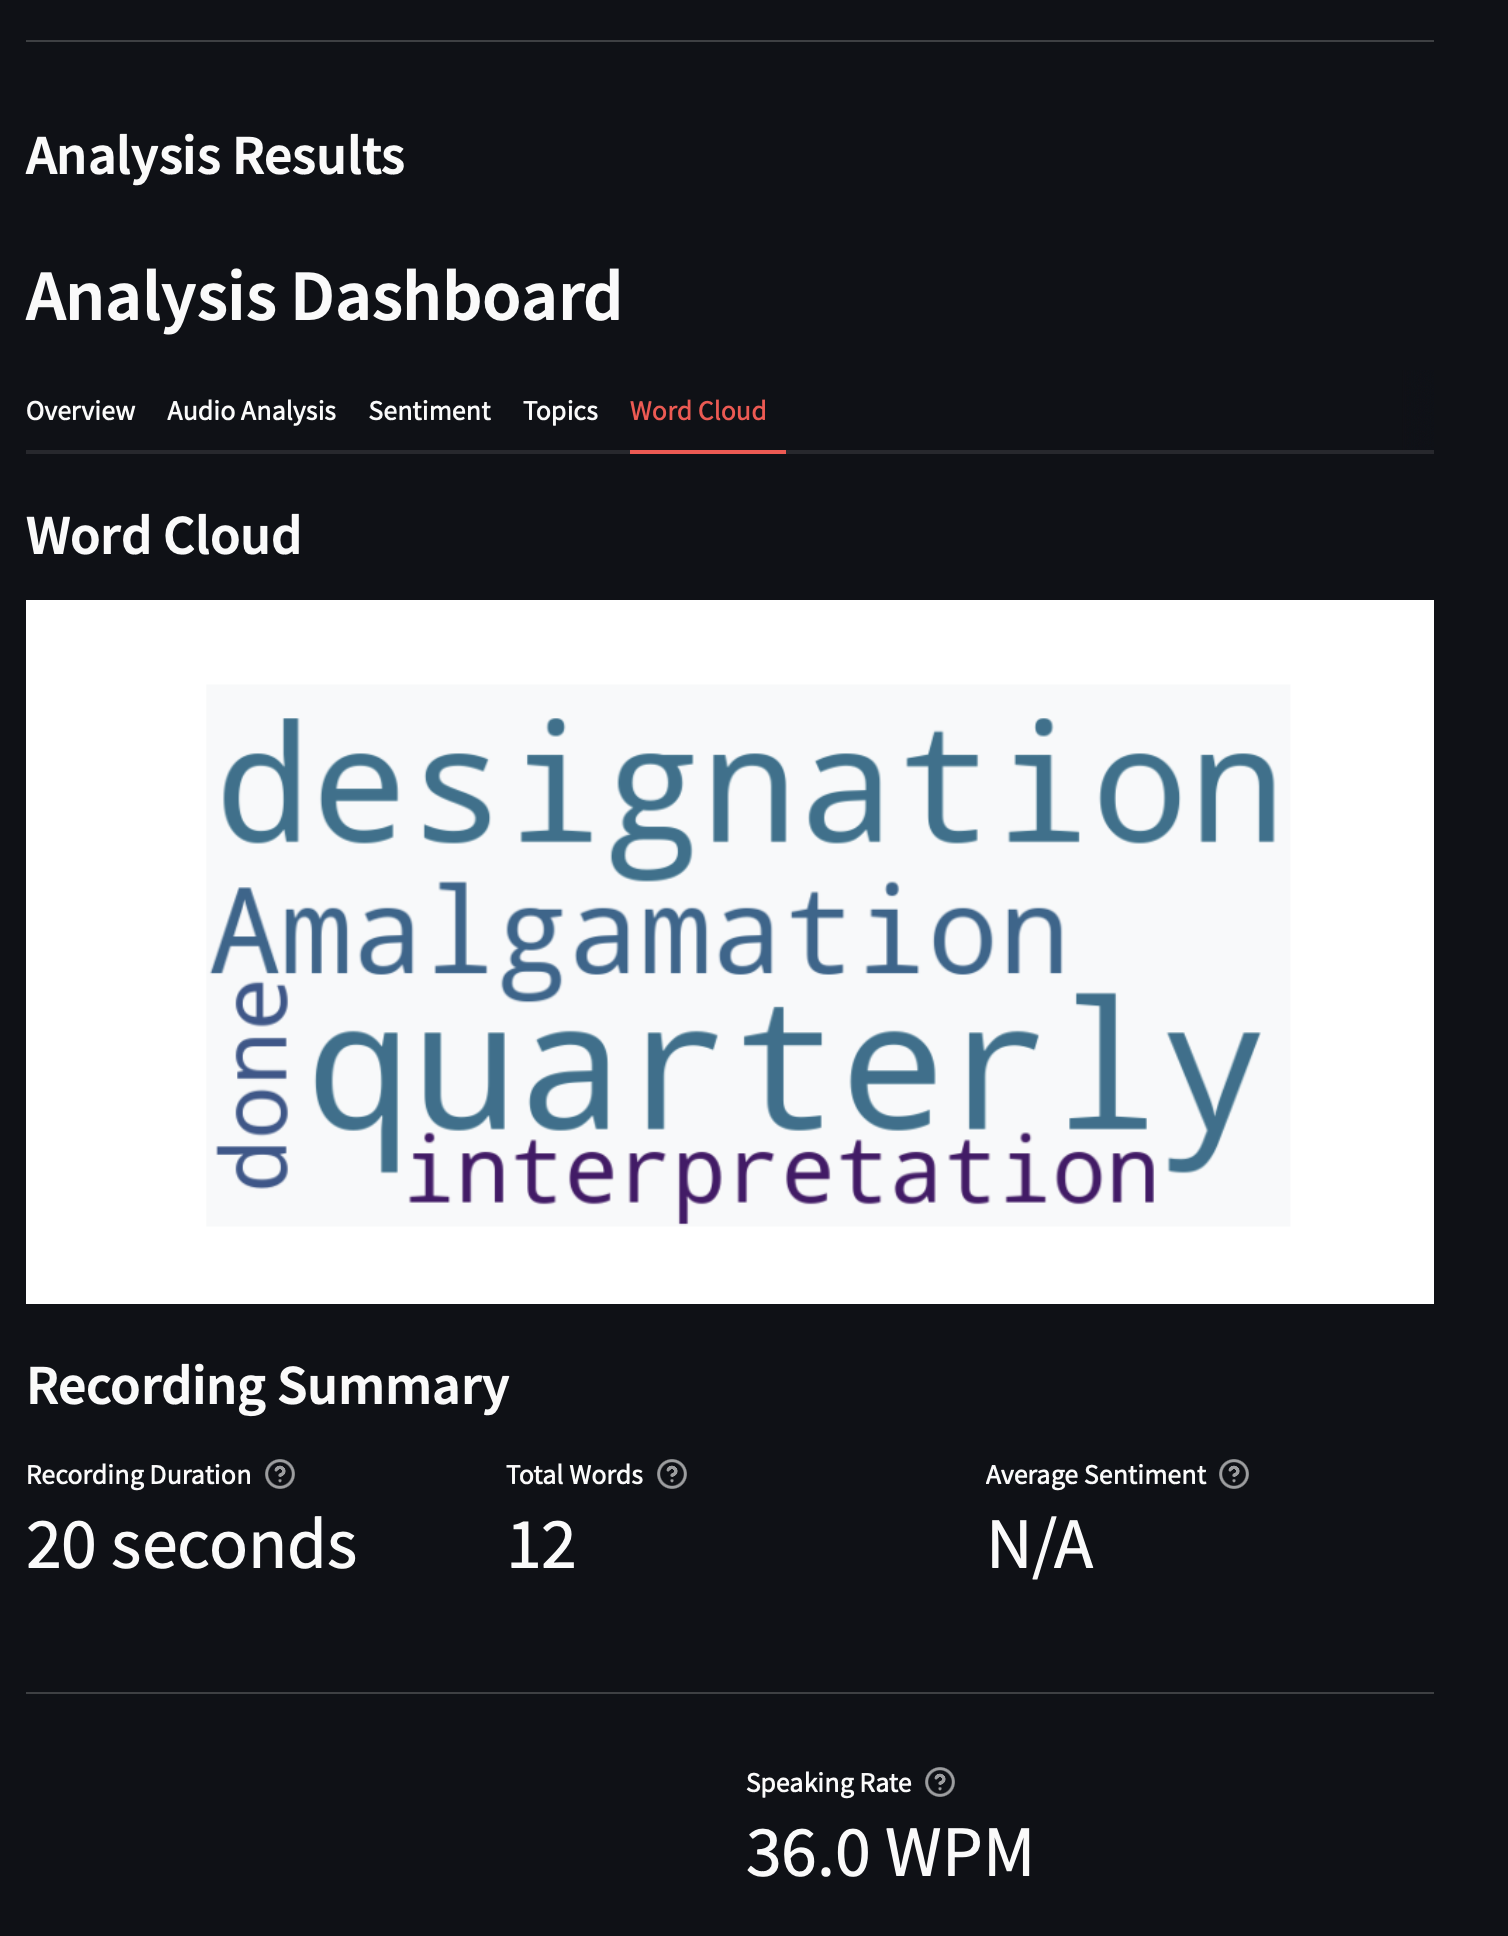 Analysis Results
Analysis Dashboard
Overview Audio Analysis Sentiment Topics Word Cloud
Word Cloud
designation
Amalgamation
done
quarterly
interpretation
Recording Summary
Recording Duration ? Total Words ? Average Sentiment ?
20 seconds 12 N/A
Speaking Rate ?
36.0 WPM